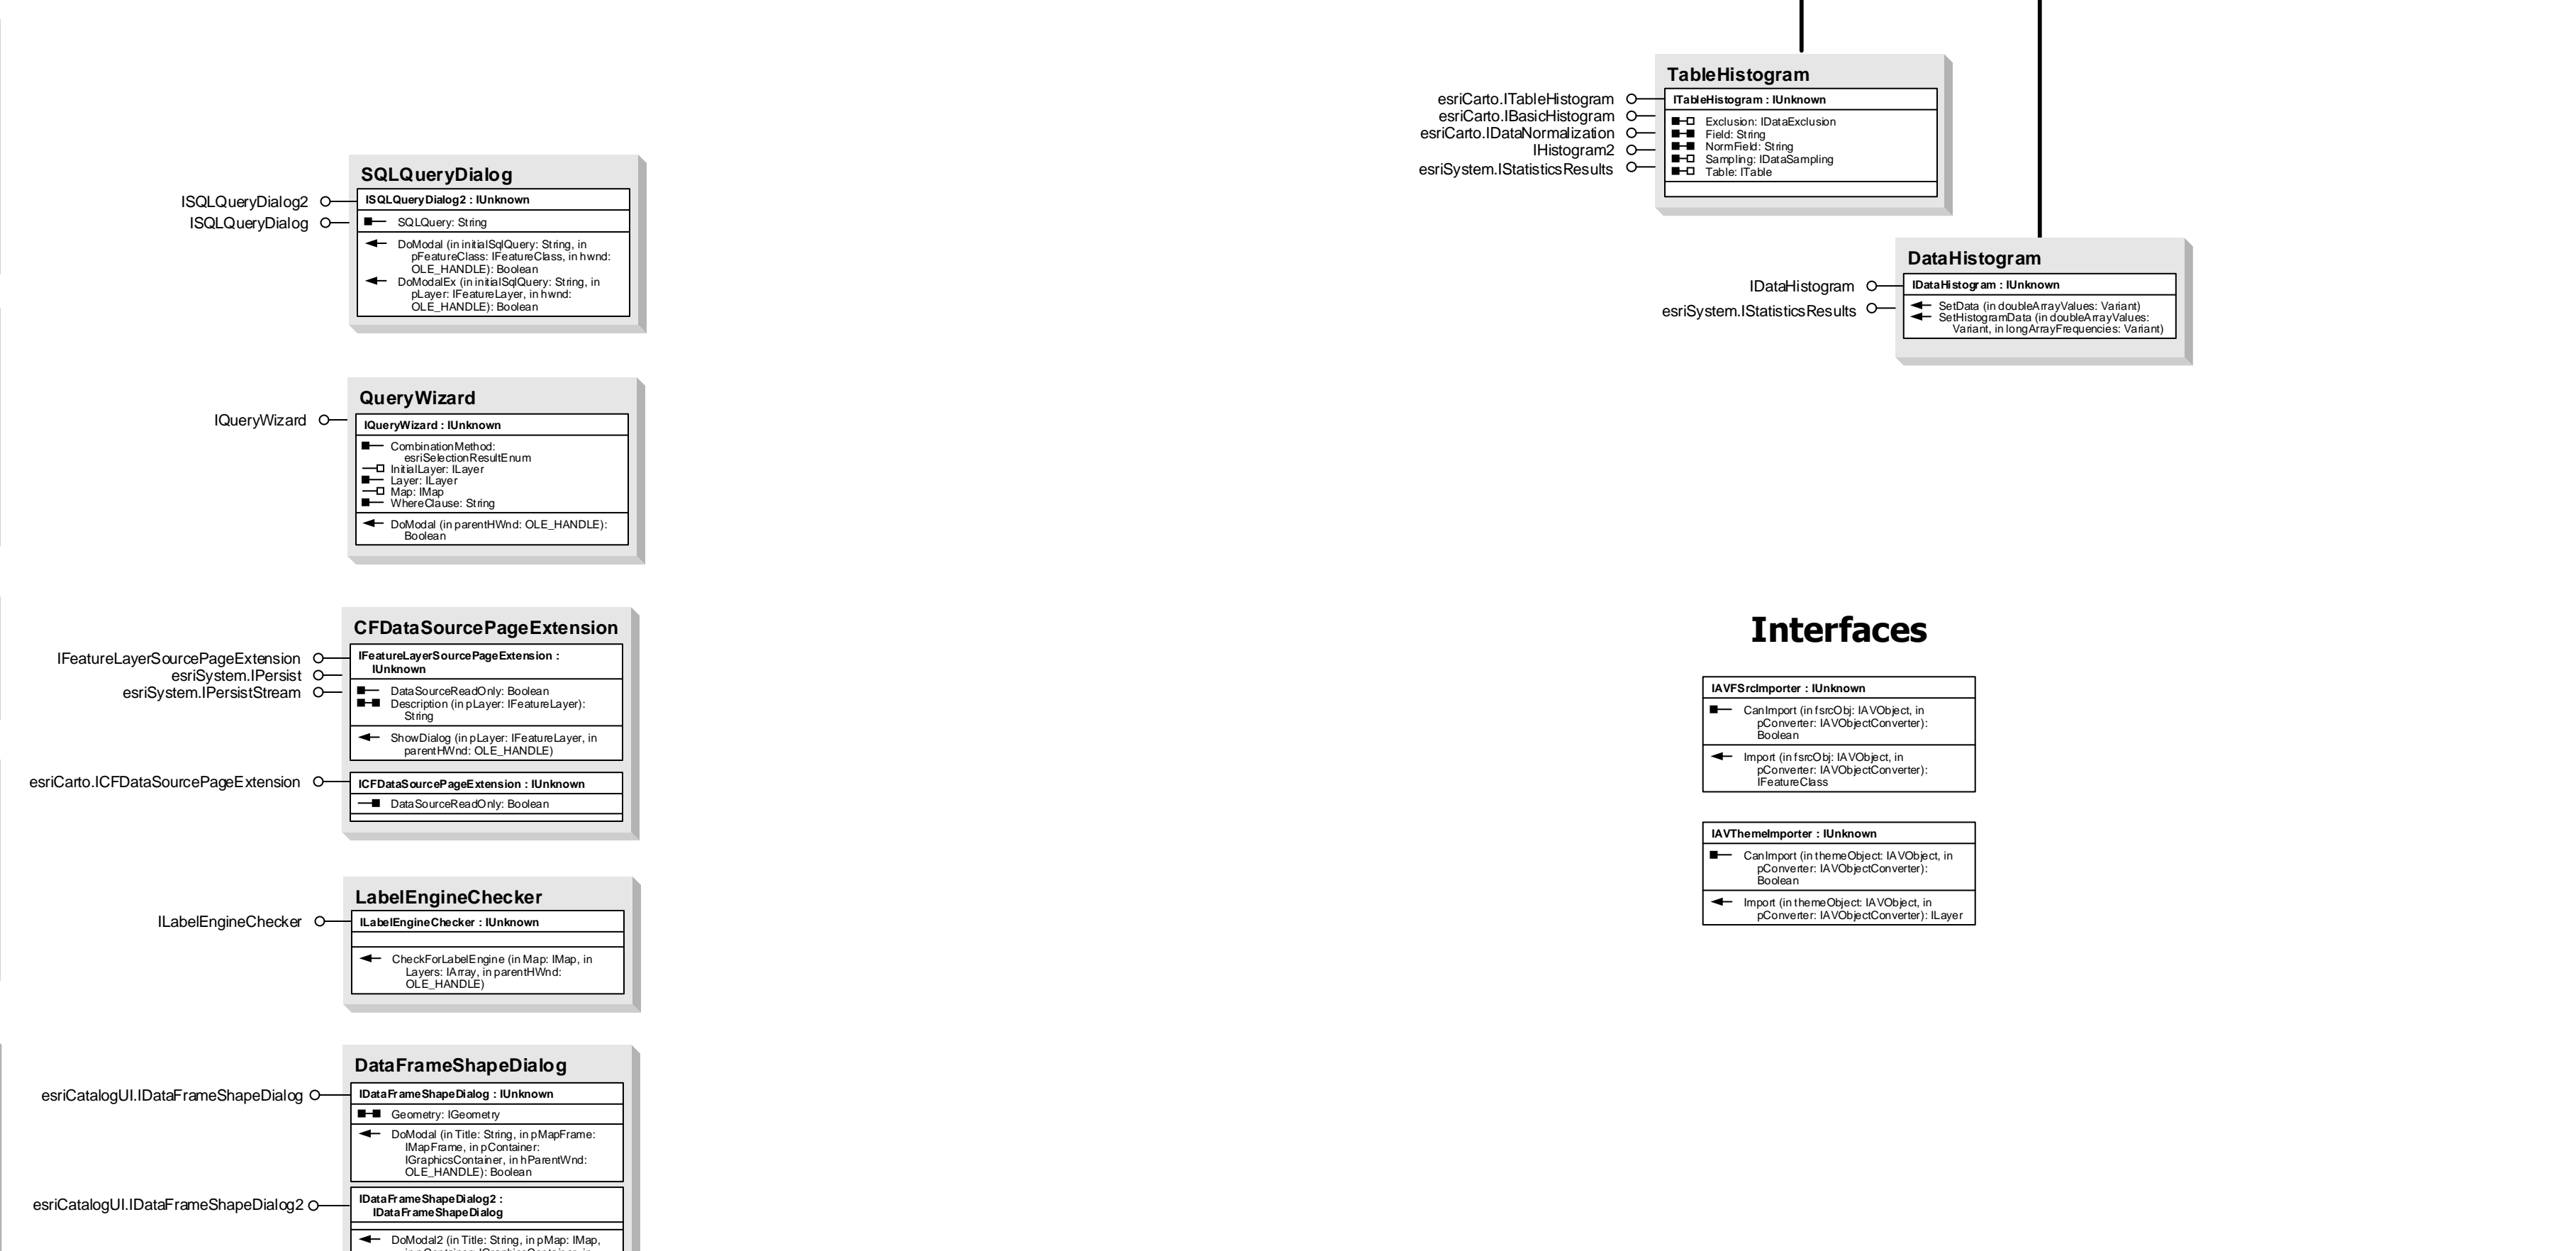 SQLQueryDialog
ISQLQueryDialog2
ISQLQueryDialog
ISQLQueryDialog2 : IUnknown
SQLQuery: String
DoModal (in initialSqlQuery: String, in
pFeatureClass: IFeatureClass, in hwnd:
OLE_HANDLE): Boolean
DoModalEx (in initialSqlQuery: String, in
pLayer: IFeatureLayer, in hwnd:
OLE_HANDLE): Boolean
QueryWizard
IQueryWizard
IQueryWizard : IUnknown
CombinationMethod:
esriSelectionResultEnum
InitialLayer: ILayer
Layer: ILayer
Map: IMap
WhereClause: String
DoModal (in parentHWnd: OLE_HANDLE):
Boolean
CFDataSourcePageExtension
IFeatureLayerSourcePageExtension
esriSystem.IPersist
esriSystem.IPersistStream
IFeatureLayerSourcePageExtension :
IUnknown
DataSourceReadOnly: Boolean
Description (in pLayer: IFeatureLayer):
String
ShowDialog (in pLayer: IFeatureLayer, in
parentHWnd: OLE_HANDLE)
esriCarto.ICFDataSourcePageExtension
ICFDataSourcePageExtension : IUnknown
DataSourceReadOnly: Boolean
LabelEngineChecker
ILabelEngineChecker
ILabelEngineChecker : IUnknown
CheckForLabelEngine (in Map: IMap, in
Layers: IArray, in parentHWnd:
OLE_HANDLE)
DataFrameShapeDialog
esriCatalogUI.IDataFrameShapeDialog
IDataFrameShapeDialog : IUnknown
Geometry: IGeometry
DoModal (in Title: String, in pMapFrame:
IMapFrame, in pContainer:
IGraphicsContainer, in hParentWnd:
OLE_HANDLE): Boolean
esriCatalogUI.IDataFrameShapeDialog2
IDataFrameShapeDialog2 :
IDataFrameShapeDialog
DoModal2 (in Title: String, in pMap: IMap,
TableHistogram
esriCarto.ITableHistogram
esriCarto.IBasicHistogram
esriCarto.IDataNormalization
IHistogram2
esriSystem.IStatisticsResults
ITableHistogram : IUnknown
Exclusion: IDataExclusion
Field: String
NormField: String
Sampling: IDataSampling
Table: ITable
DataHistogram
IDataHistogram
esriSystem.IStatisticsResults
IDataHistogram : IUnknown
SetData (in doubleArrayValues: Variant)
SetHistogramData (in doubleArrayValues:
Variant, in longArrayFrequencies: Variant)
Interfaces
IAVFSrcImporter : IUnknown
CanImport (in fsrcObj: IAVObject, in
pConverter: IAVObjectConverter):
Boolean
Import (in fsrcObj: IAVObject, in
pConverter: IAVObjectConverter):
IFeatureClass
IAVThemeImporter : IUnknown
CanImport (in themeObject: IAVObject, in
pConverter: IAVObjectConverter):
Boolean
Import (in themeObject: IAVObject, in
pConverter: IAVObjectConverter): ILayer